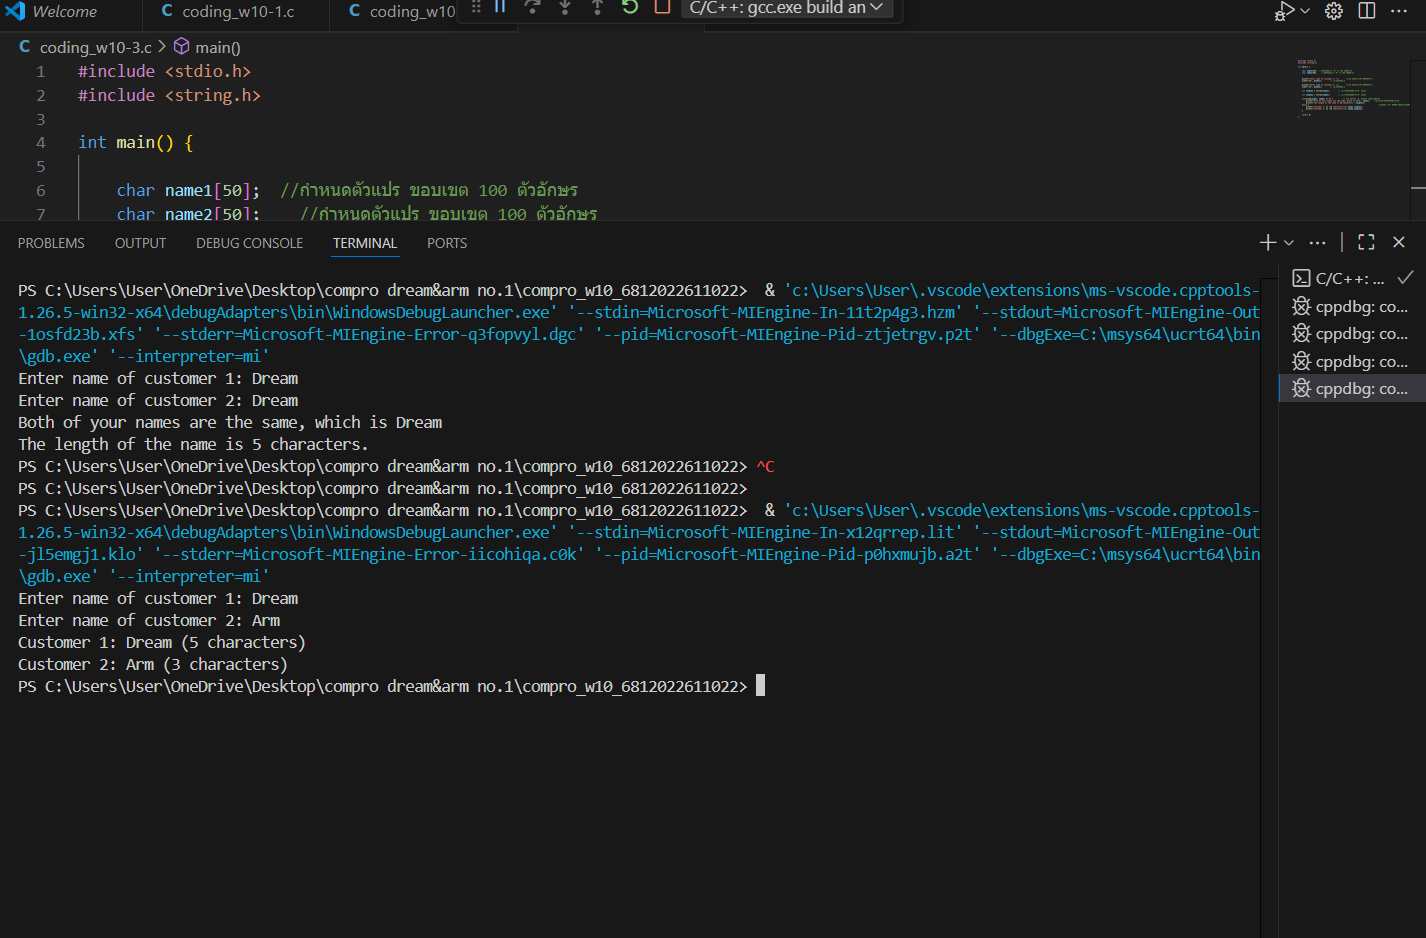 Welcome
coding_w10-1.c
coding_w10
C/C++: gcc.exe build an
coding_w10-3.c > main()
1 #include <stdio.h>
2 #include <string.h>
3
4 int main() {
5
6 char name1[50]; //กำหนดตัวแปร ขอบเขต 100 ตัวอักษร
7 char name2[50]; //กำหนดตัวแปร ขอบเขต 100 ตัวอักษร
PROBLEMS OUTPUT DEBUG CONSOLE TERMINAL PORTS
PS C:\Users\User\OneDrive\Desktop\compro dream&arm no.1\compro_w10_6812022611022> & 'c:\Users\User\.vscode\extensions\ms-vscode.cpptools-
1.26.5-win32-x64\debugAdapters\bin\WindowsDebugLauncher.exe' '--stdin=Microsoft-MIEngine-In-11t2p4g3.hzm' '--stdout=Microsoft-MIEngine-Out
-1osfd23b.xfs' '--stderr=Microsoft-MIEngine-Error-q3fopvyl.dgc' '--pid=Microsoft-MIEngine-Pid-ztjetrgv.p2t' '--dbgExe=C:\msys64\ucrt64\bin
\gdb.exe' '--interpreter=mi'
Enter name of customer 1: Dream
Enter name of customer 2: Dream
Both of your names are the same, which is Dream
The length of the name is 5 characters.
PS C:\Users\User\OneDrive\Desktop\compro dream&arm no.1\compro_w10_6812022611022> ^C
PS C:\Users\User\OneDrive\Desktop\compro dream&arm no.1\compro_w10_6812022611022>
PS C:\Users\User\OneDrive\Desktop\compro dream&arm no.1\compro_w10_6812022611022> & 'c:\Users\User\.vscode\extensions\ms-vscode.cpptools-
1.26.5-win32-x64\debugAdapters\bin\WindowsDebugLauncher.exe' '--stdin=Microsoft-MIEngine-In-x12qrrep.lit' '--stdout=Microsoft-MIEngine-Out
-jl5emgj1.klo' '--stderr=Microsoft-MIEngine-Error-iicohiqa.c0k' '--pid=Microsoft-MIEngine-Pid-p0hxmujb.a2t' '--dbgExe=C:\msys64\ucrt64\bin
\gdb.exe' '--interpreter=mi'
Enter name of customer 1: Dream
Enter name of customer 2: Arm
Customer 1: Dream (5 characters)
Customer 2: Arm (3 characters)
PS C:\Users\User\OneDrive\Desktop\compro dream&arm no.1\compro_w10_6812022611022>
C/C++: ...
cppdbg: co...
cppdbg: co...
cppdbg: co...
cppdbg: co...